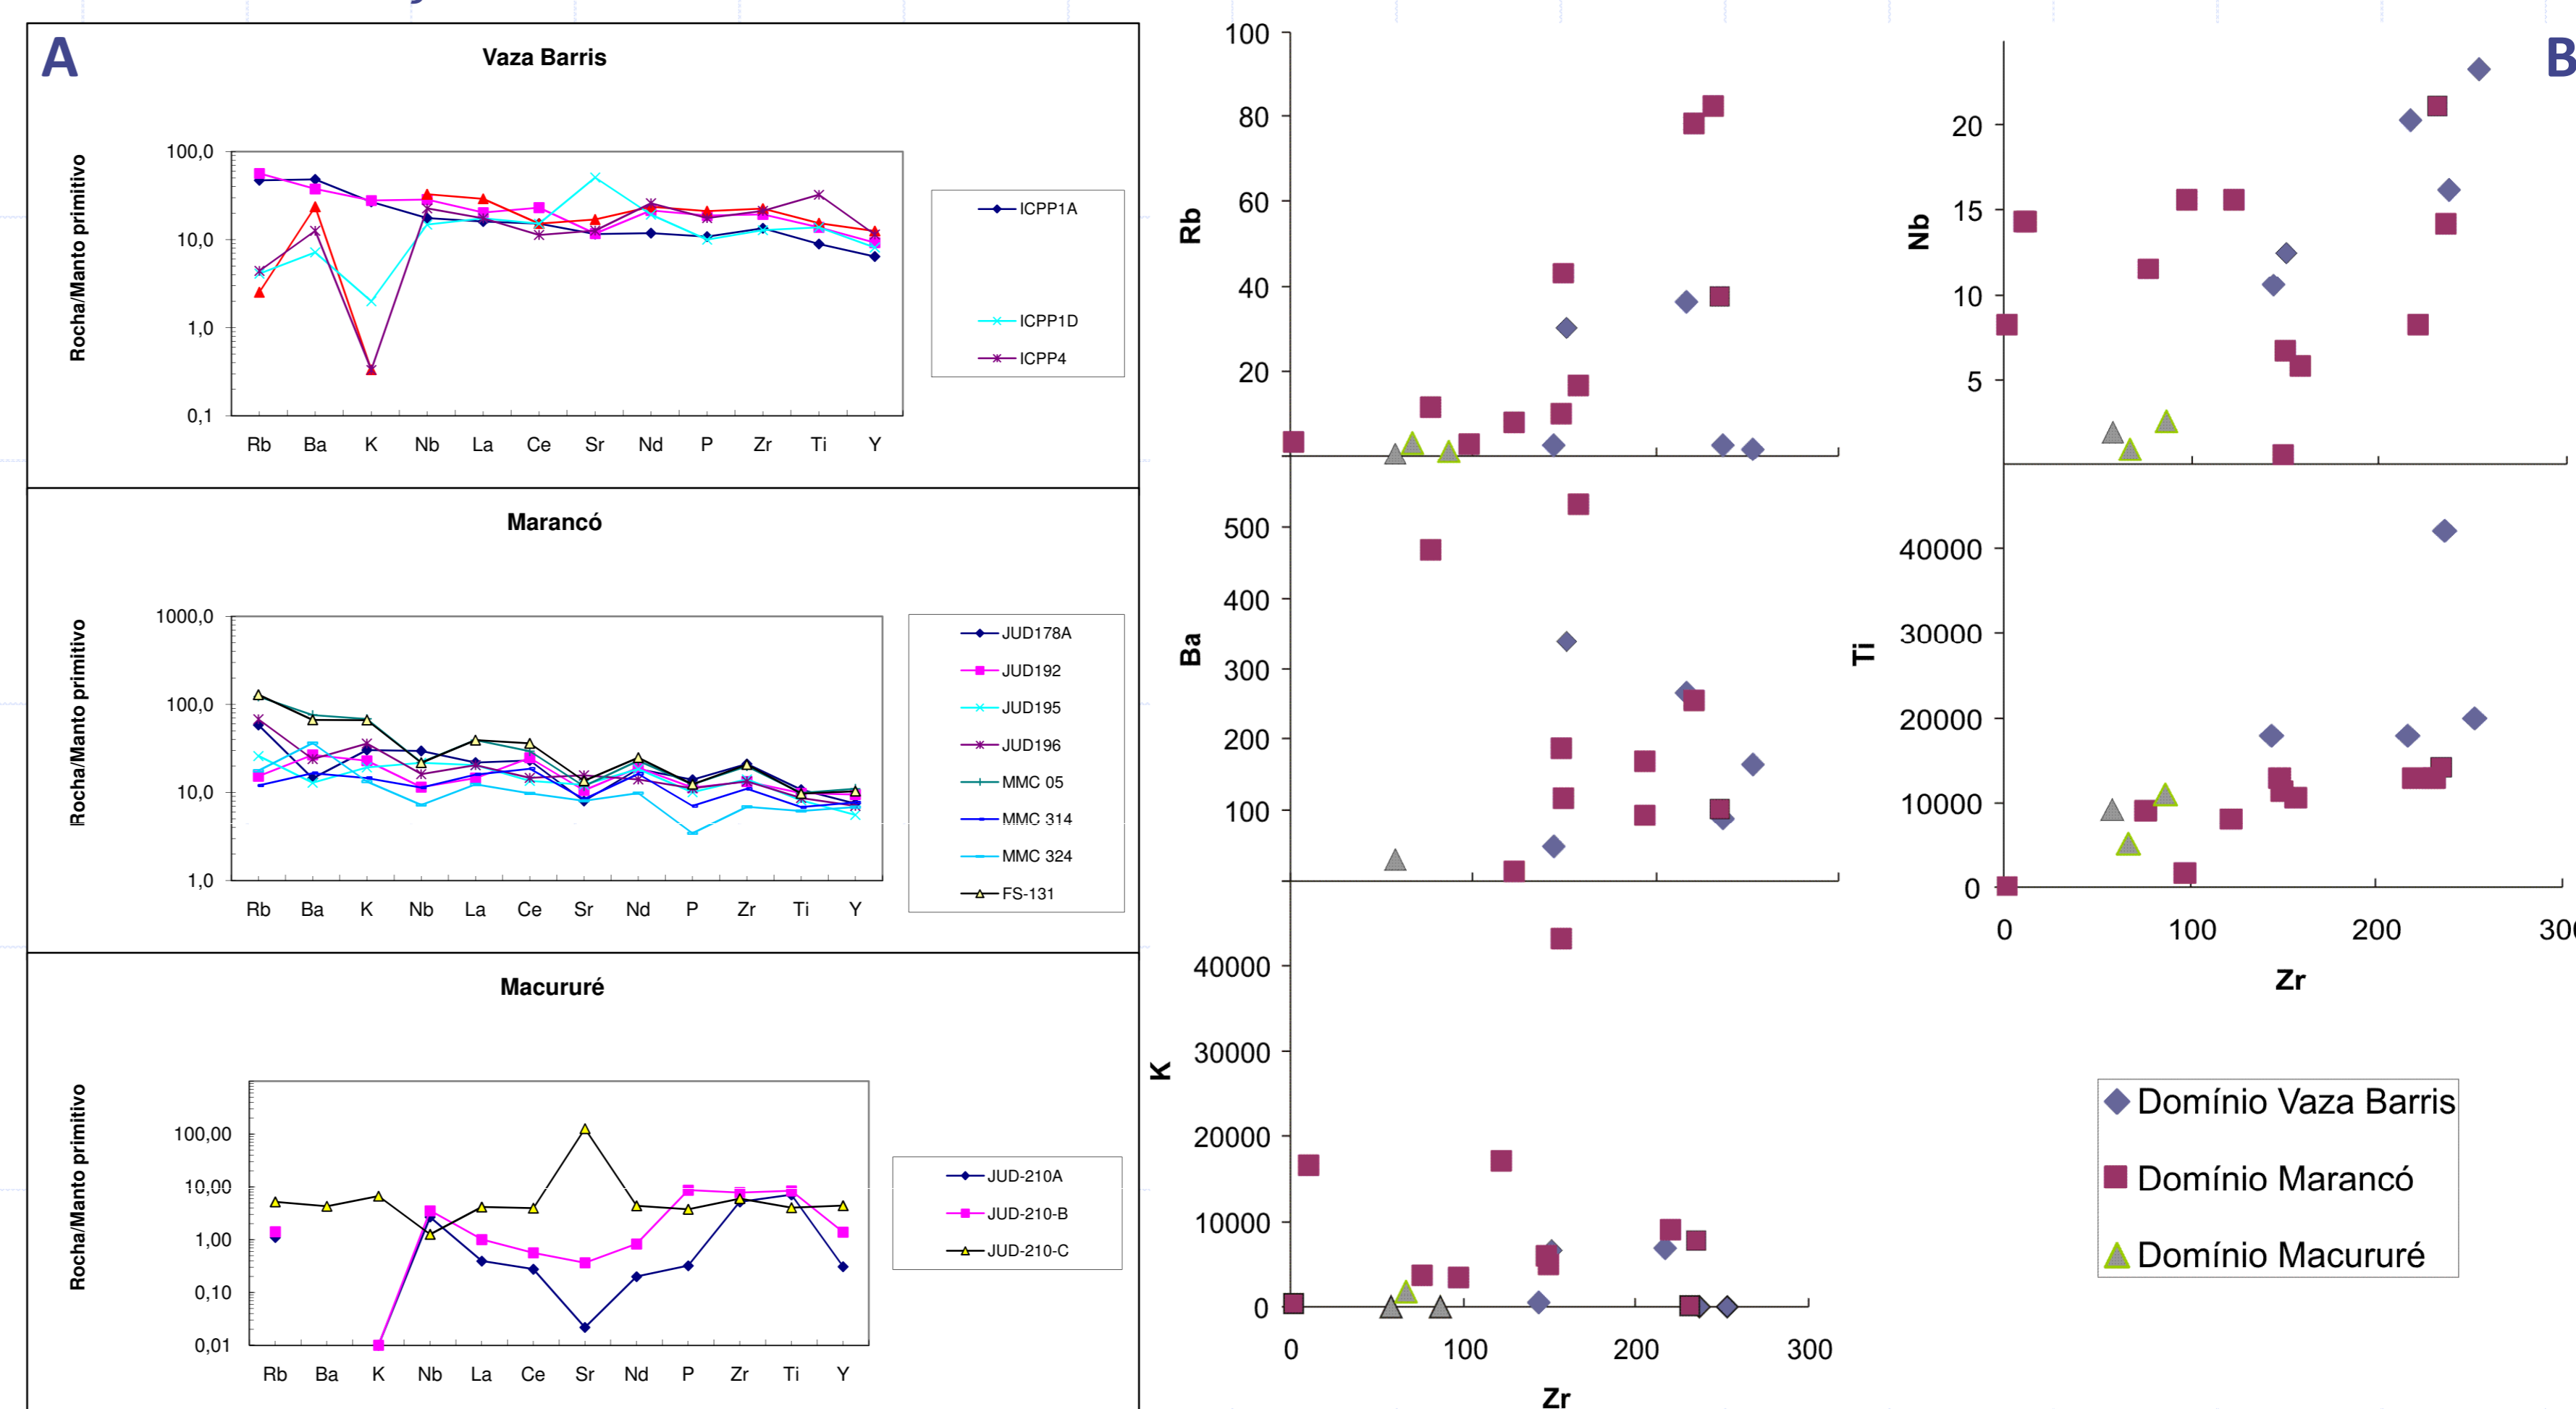 A
Vaza Barris
Rocha/Manto primitivo
100,0
10,0
1,0
0,1
Rb Ba K Nb La Ce Sr Nd P Zr Ti Y
ICPP1A
ICPP1D
ICPP4
Marancó
Rocha/Manto primitivo
1000,0
100,0
10,0
1,0
Rb Ba K Nb La Ce Sr Nd P Zr Ti Y
JUD178A
JUD192
JUD195
JUD196
MMC 05
MMC 314
MMC 324
FS-131
Macururé
Rocha/Manto primitivo
100,00
10,00
1,00
0,10
0,01
Rb Ba K Nb La Ce Sr Nd P Zr Ti Y
JUD-210A
JUD-210-B
JUD-210-C
B
Rb
100
80
60
40
20
Ba
500
400
300
200
100
K
40000
30000
20000
10000
0
0 100 200 300
Zr
Nb
20
15
10
5
Ti
40000
30000
20000
10000
0
0 100 200
Zr
Domínio Vaza Barris
Domínio Marancó
Domínio Macururé